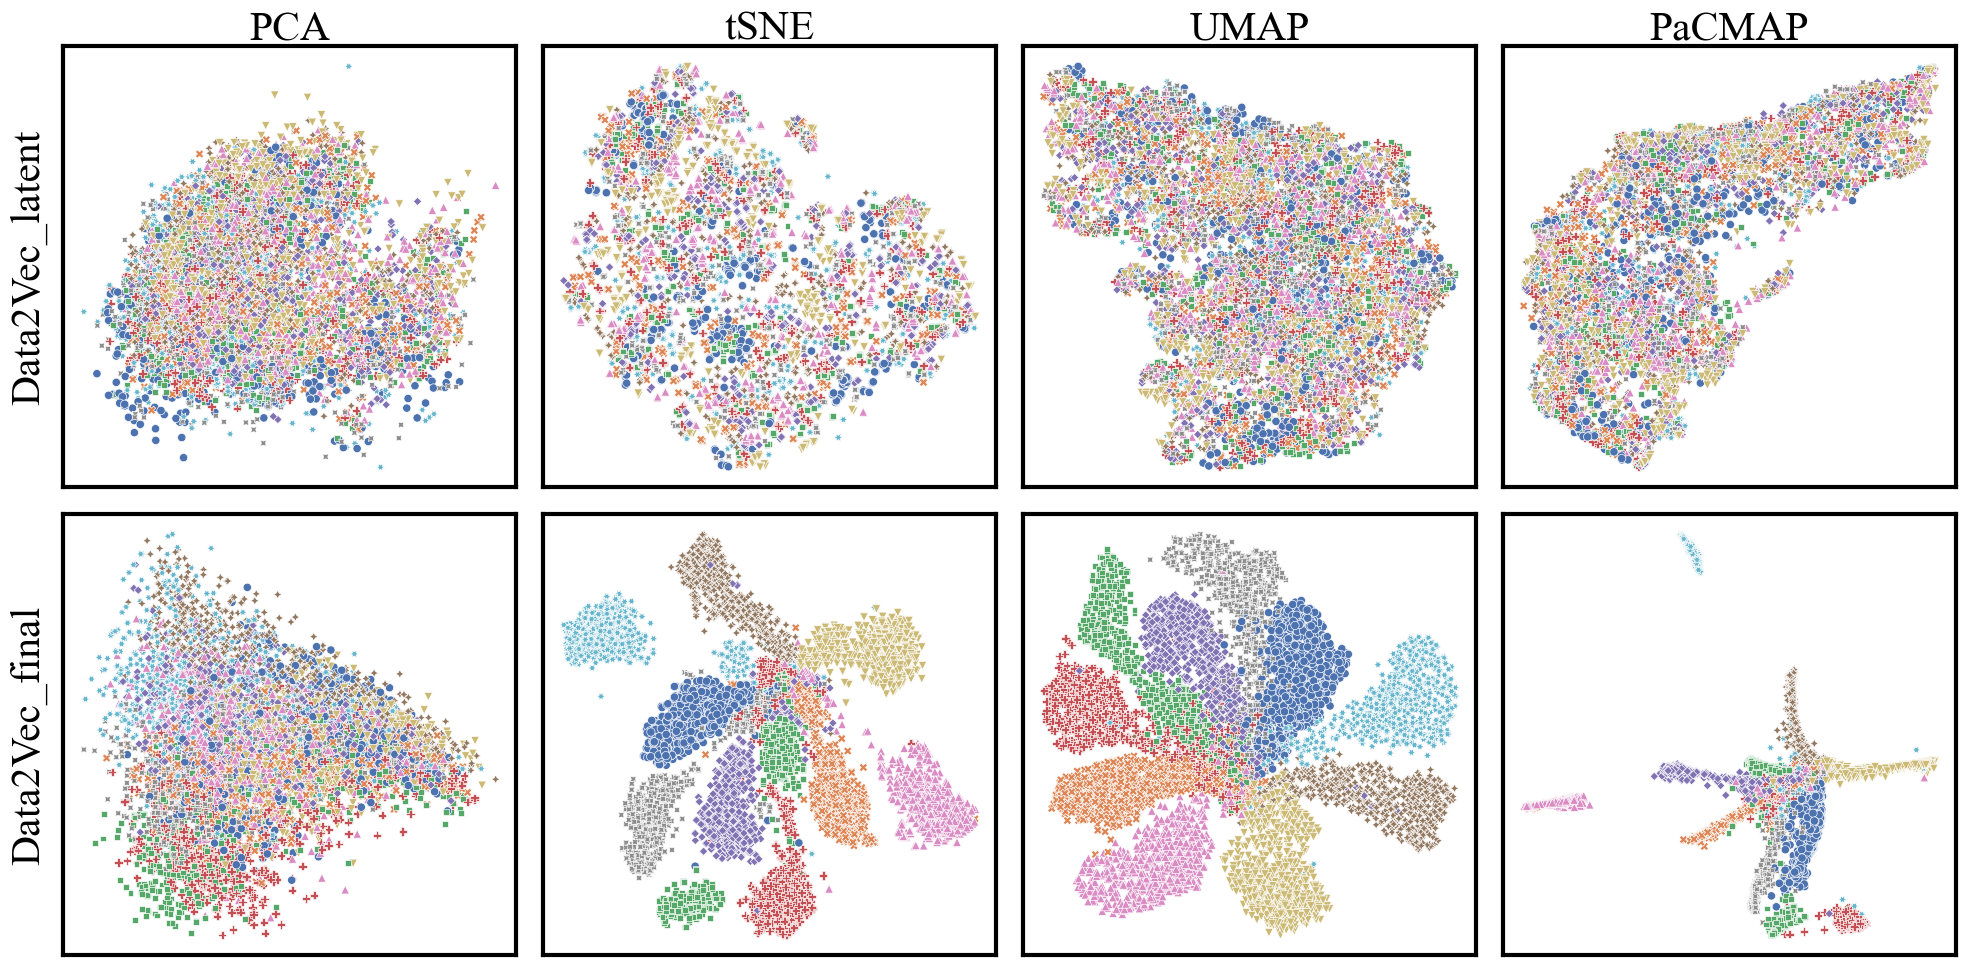 PCA
tSNE
UMAP
PaCMAP
Data2Vec_latent
Data2Vec_final